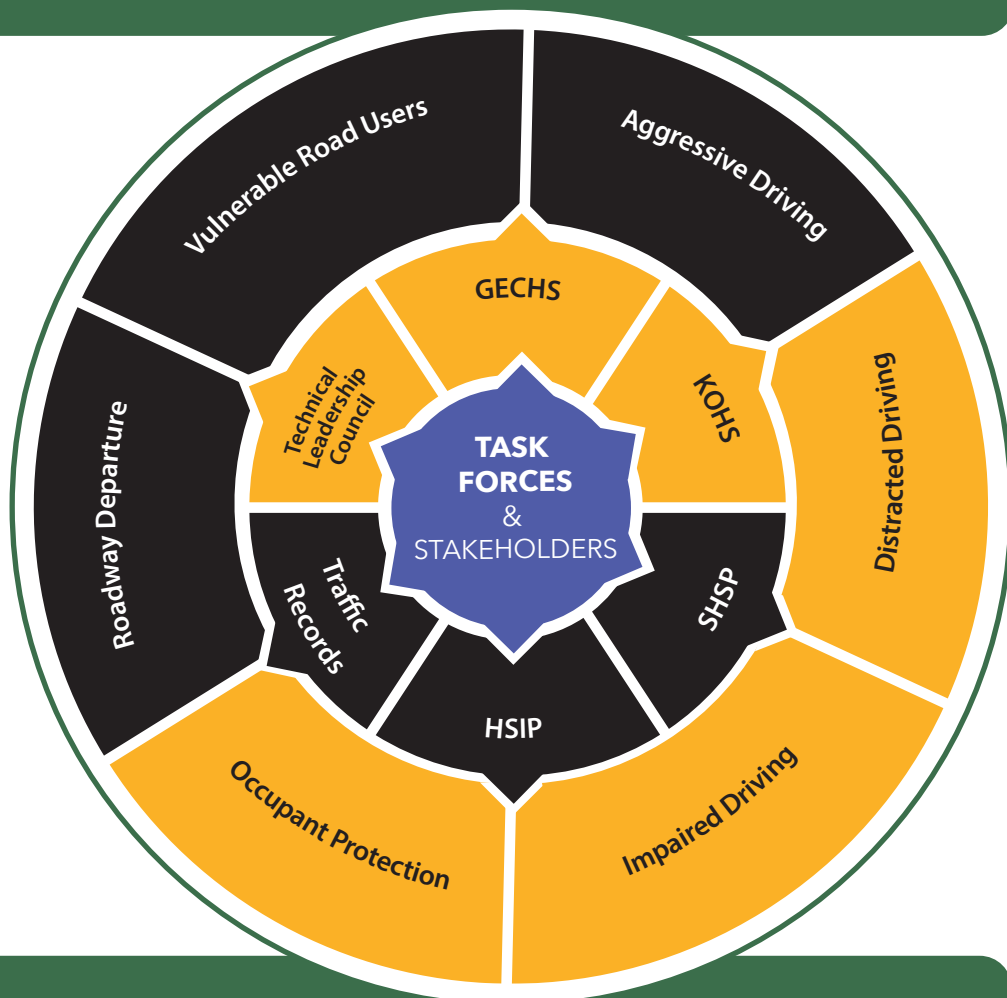 Vulnerable Road Users
Aggressive Driving
Distracted Driving
Impaired Driving
Occupant Protection
Roadway Departure
GECHS
KOHS
SHSP
HSIP
Traffic
Records
Technical
Leadership
Council
TASK
FORCES
&
STAKEHOLDERS